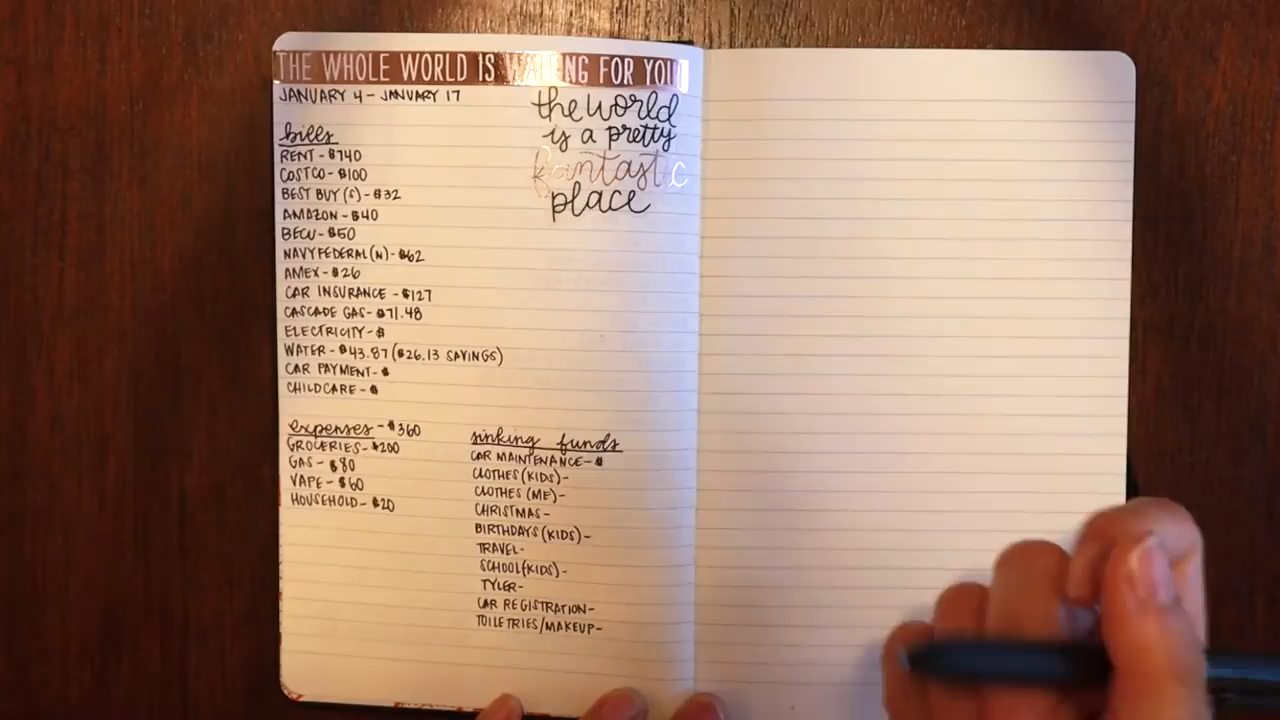 THE WHOLE WORLD IS WAITING FOR YOU
JANUARY 4 - JANUARY 17
the world
is a pretty
fantastic
place
bills
RENT - $740
COSTCO - $100
BEST BUY (S) - $32
AMAZON - $40
BECU - $50
NAVY FEDERAL (N) - $62
AMEX - $26
CAR INSURANCE - $127
CASCADE GAS - $71.48
ELECTRICITY - $
WATER - $43.87 ($26.13 SAVINGS)
CAR PAYMENT - $
CHILDCARE - $
expenses - $360
GROCERIES - $200
GAS - $80
VAPE - $60
HOUSEHOLD - $20
sinking funds
CAR MAINTENANCE - $
CLOTHES (KIDS) -
CLOTHES (ME) -
CHRISTMAS -
BIRTHDAYS (KIDS) -
TRAVEL -
SCHOOL (KIDS) -
TYLER -
CAR REGISTRATION -
TOILETRIES/MAKEUP -